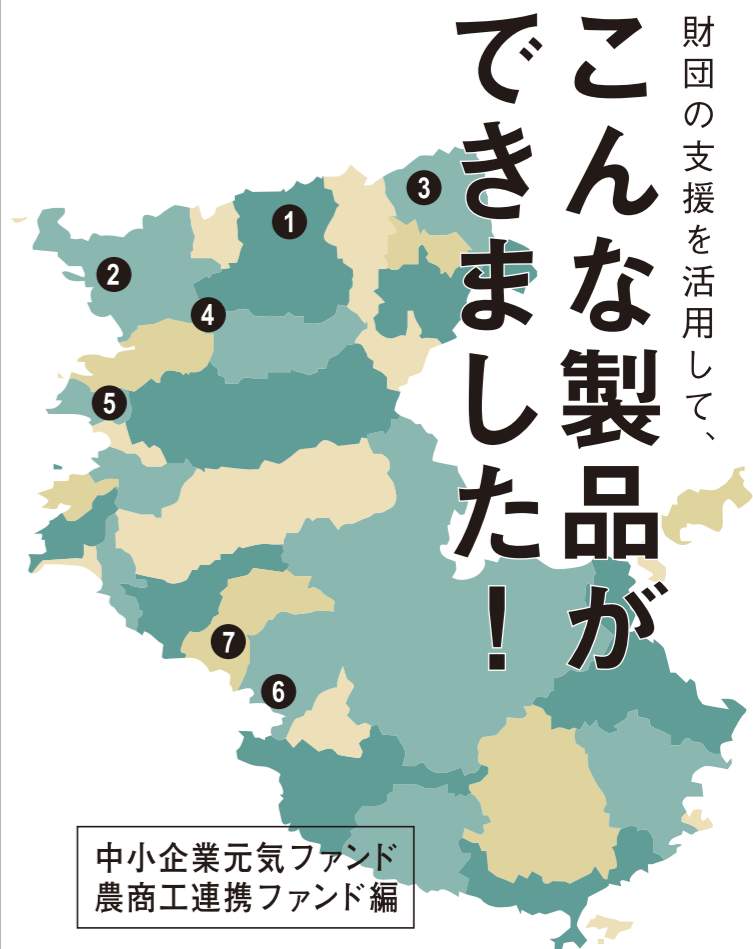 財団の支援を活用して、
こんな製品が
できました！
3
1
2
4
5
7
6
中小企業元気ファンド
農商工連携ファンド編